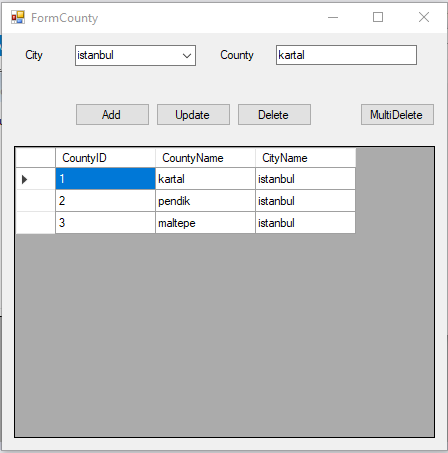 FormCounty
City istanbul County kartal
Add Update Delete MultiDelete
CountyID CountyName CityName
1 kartal istanbul
2 pendik istanbul
3 maltepe istanbul